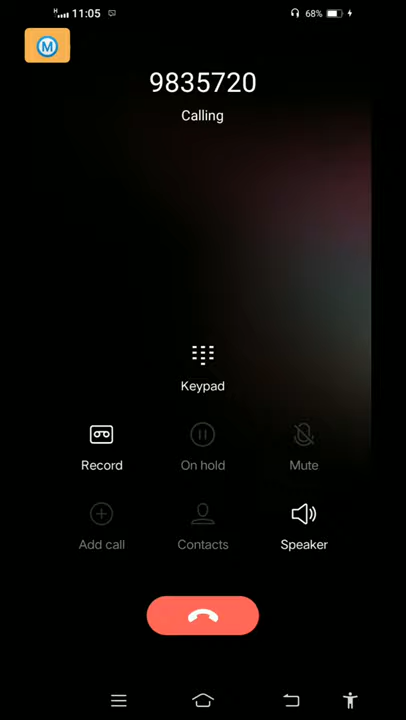 H 11:05 68%
M
9835720
Calling
Keypad
Record On hold Mute
Add call Contacts Speaker